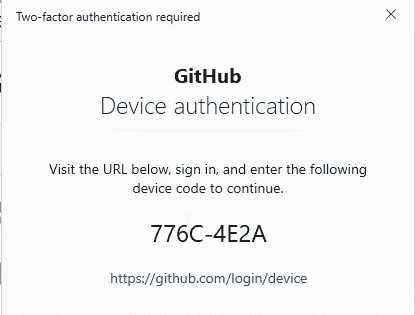 Two-factor authentication required
GitHub
Device authentication
Visit the URL below, sign in, and enter the following
device code to continue.
776C-4E2A
https://github.com/login/device